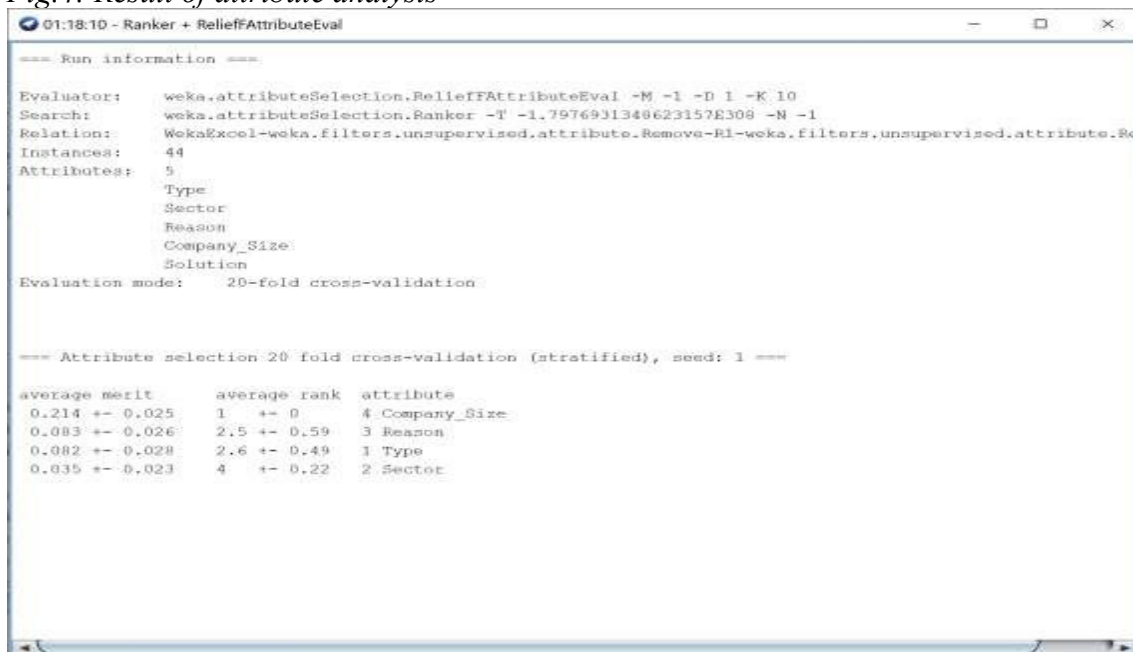 Fig.7. Result of attribute analysis
01:18:10 - Ranker + ReliefFAttributeEval
=== Run information ===
Evaluator: weka.attributeSelection.ReliefFAttributeEval -M -1 -D 1 -K 10
Search: weka.attributeSelection.Ranker -T -1.7976931348623157E308 -N -1
Relation: WekaExcel-weka.filters.unsupervised.attribute.Remove-R1-weka.filters.unsupervised.attribute.Re
Instances: 44
Attributes: 5
Type
Sector
Reason
Company_Size
Solution
Evaluation mode: 20-fold cross-validation
=== Attribute selection 20 fold cross-validation (stratified), seed: 1 ===
average merit average rank attribute
0.214 +- 0.025 1 +- 0 4 Company_Size
0.083 +- 0.026 2.5 +- 0.59 3 Reason
0.082 +- 0.028 2.6 +- 0.49 1 Type
0.035 +- 0.023 4 +- 0.22 2 Sector